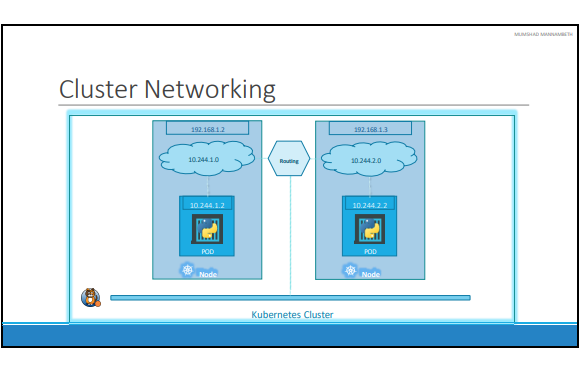 MUMSHAD MANNAMBETH
Cluster Networking
192.168.1.2
192.168.1.3
10.244.1.0
Routing
10.244.2.0
10.244.1.2
10.244.2.2
POD
POD
Node
Node
Kubernetes Cluster